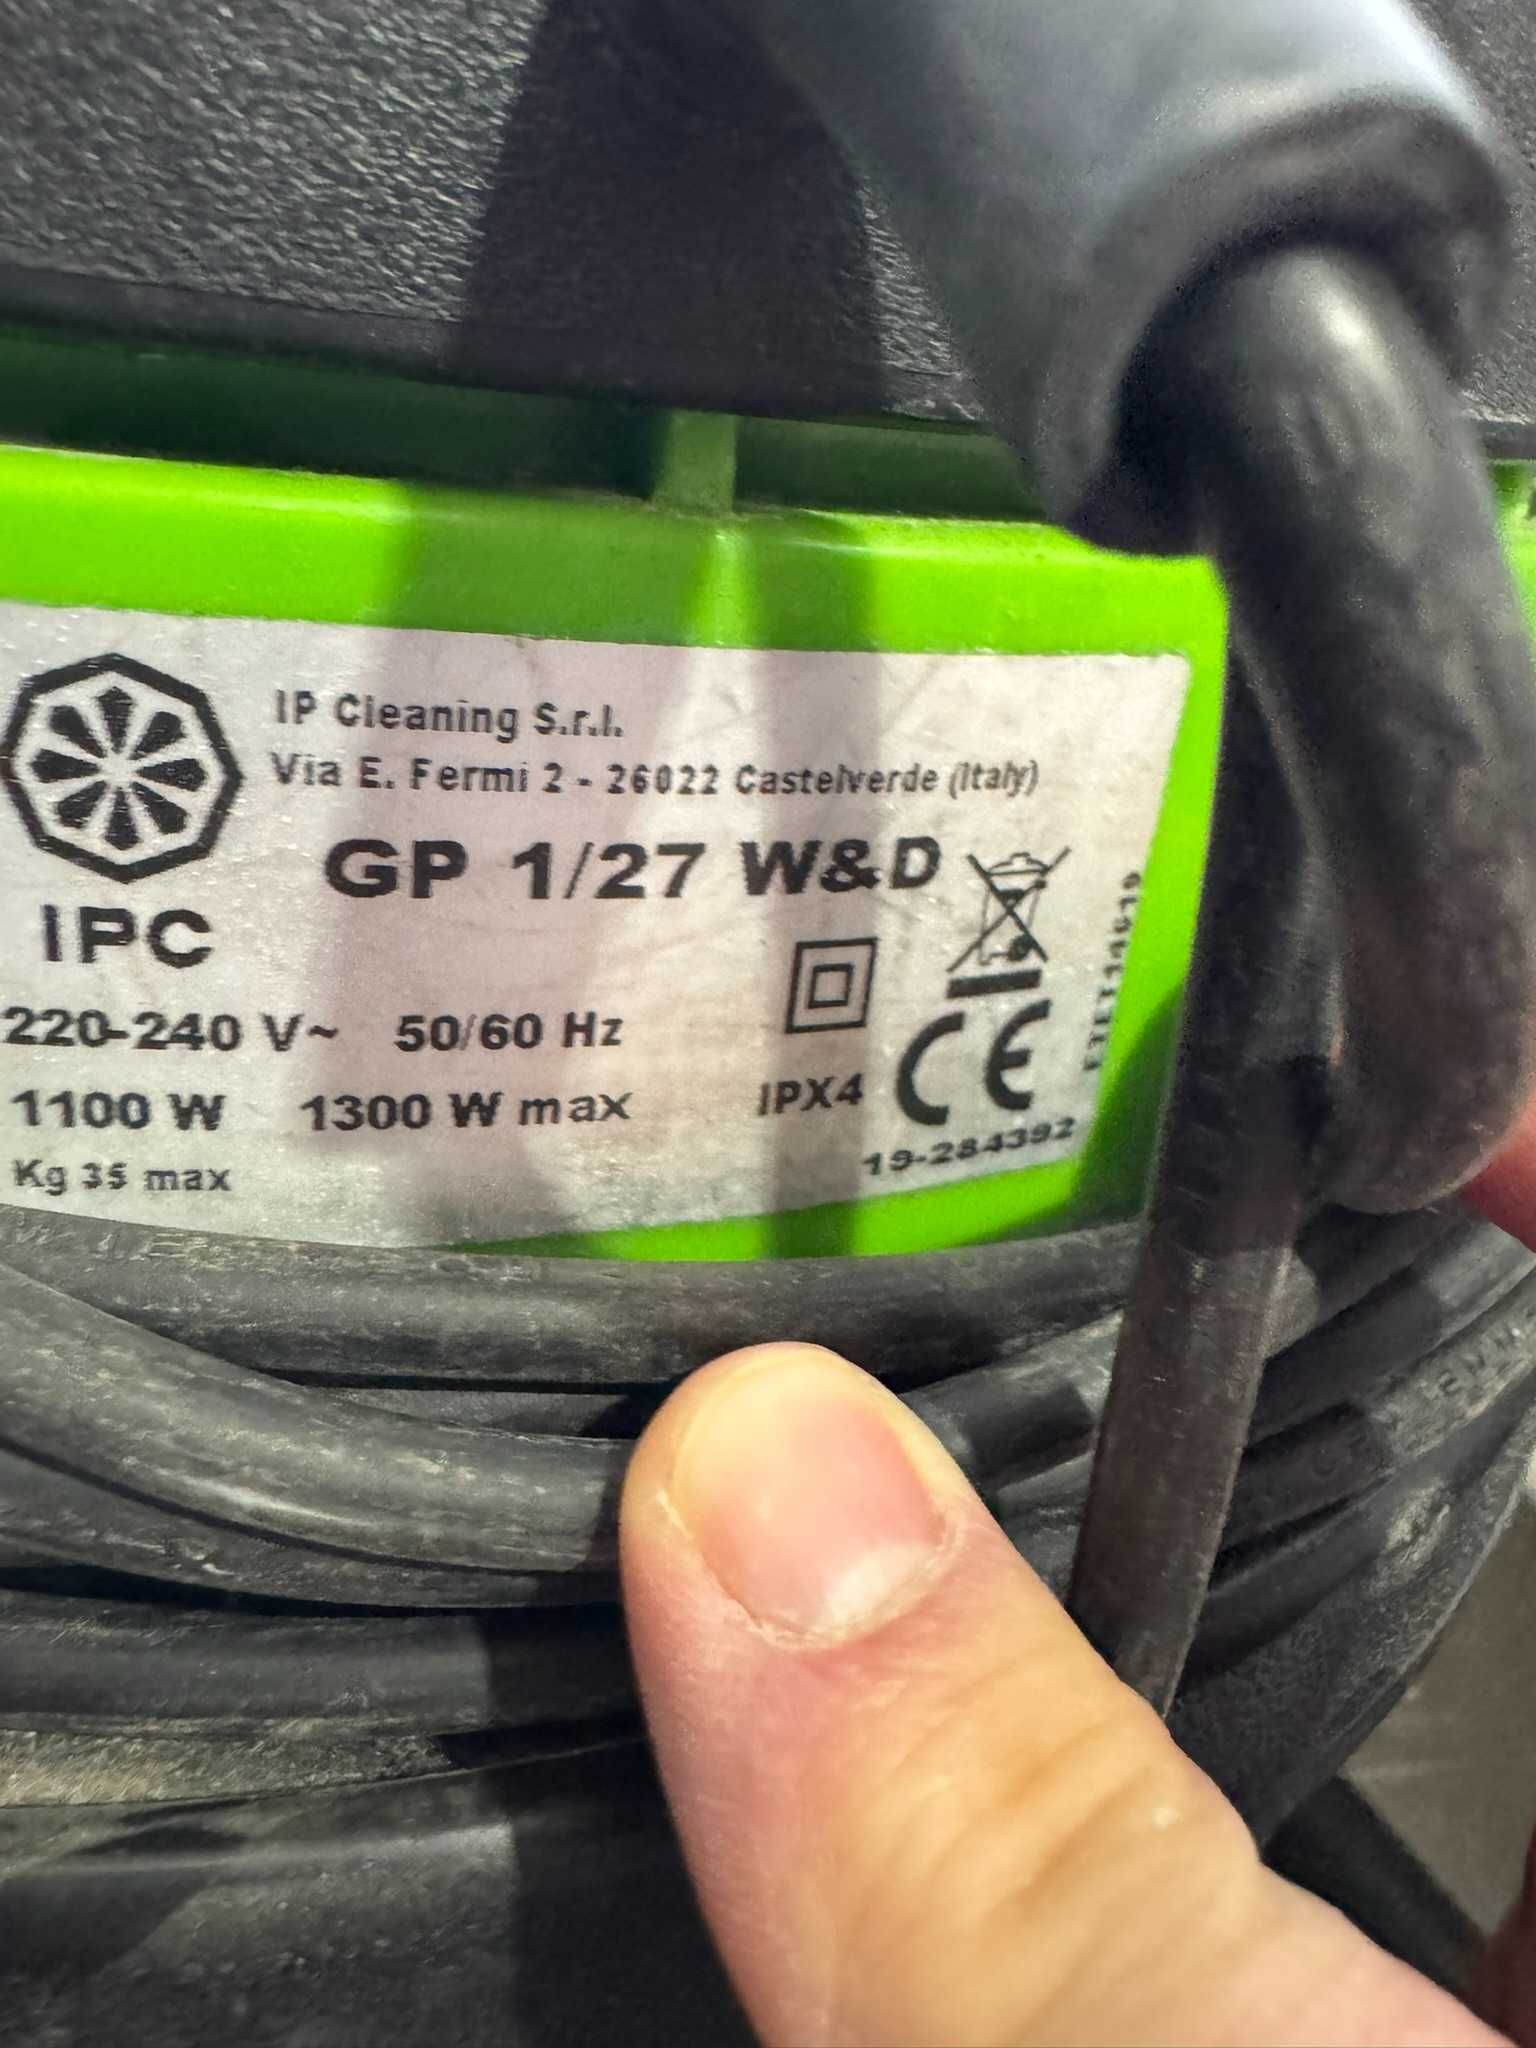 IP Cleaning S.r.l.
Via E. Fermi 2 - 26022 Castelverde (Italy)
GP 1/27 W&D
IPC
220-240 V~ 50/60 Hz
1100 W 1300 W max
IPX4
CE
Kg 35 max
19-284392